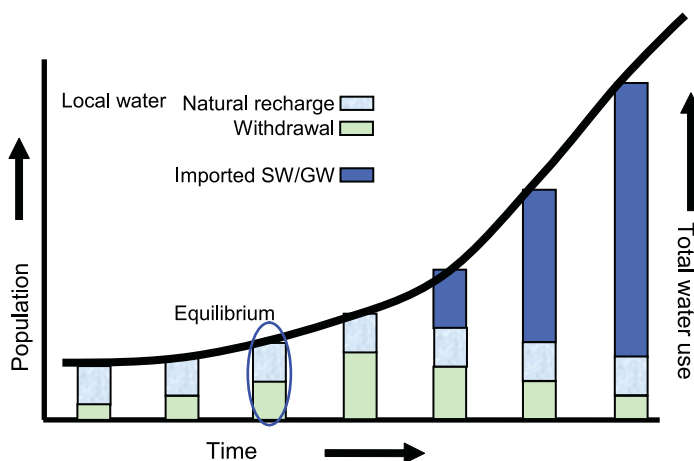 Local water
Natural recharge
Withdrawal
Imported SW/GW
Equilibrium
Population
Total water use
Time